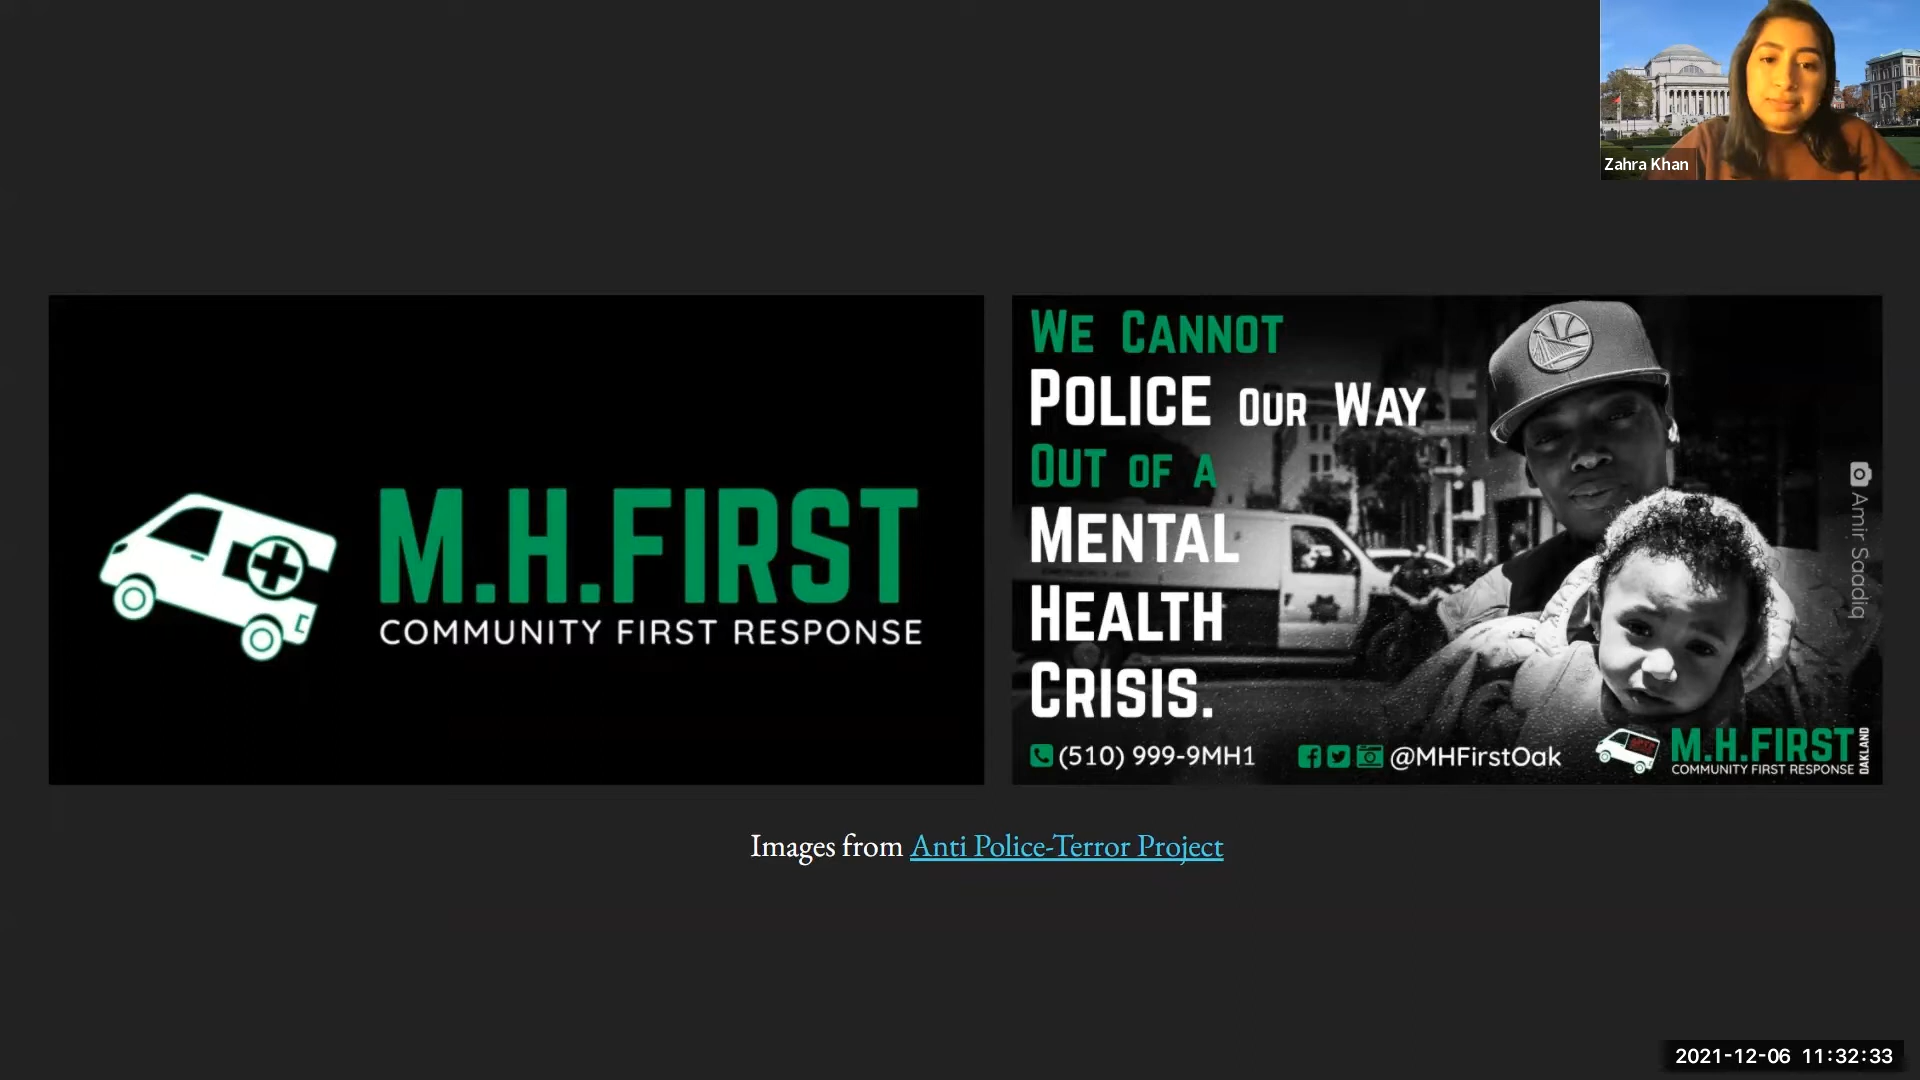 Zahra Khan
M.H.FIRST
COMMUNITY FIRST RESPONSE
WE CANNOT
POLICE OUR WAY
OUT OF A
MENTAL
HEALTH
CRISIS.
Amir Saadiq
(510) 999-9MH1
@MHFirstOak
M.H.FIRST
COMMUNITY FIRST RESPONSE
OAKLAND
Images from Anti Police-Terror Project
2021-12-06 11:32:33